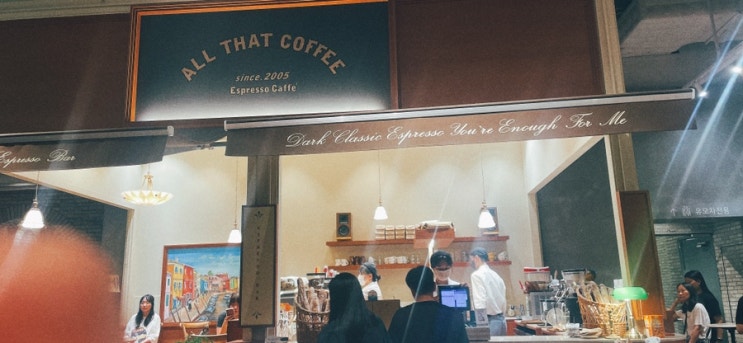 ALL THAT COFFEE
since. 2005
Espresso Caffe
Dark Classic Espresso You're Enough For Me
Espresso Bar